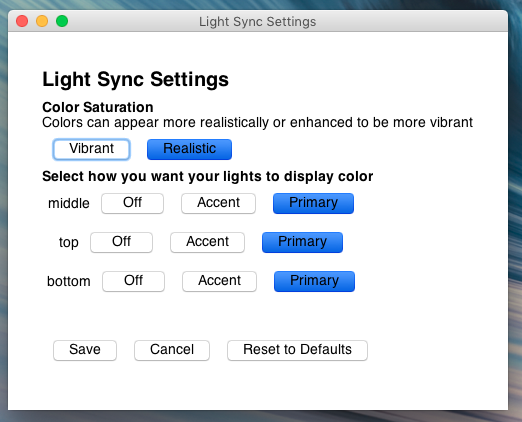 Light Sync Settings
Light Sync Settings
Color Saturation
Colors can appear more realistically or enhanced to be more vibrant
Vibrant Realistic
Select how you want your lights to display color
middle Off Accent Primary
top Off Accent Primary
bottom Off Accent Primary
Save Cancel Reset to Defaults